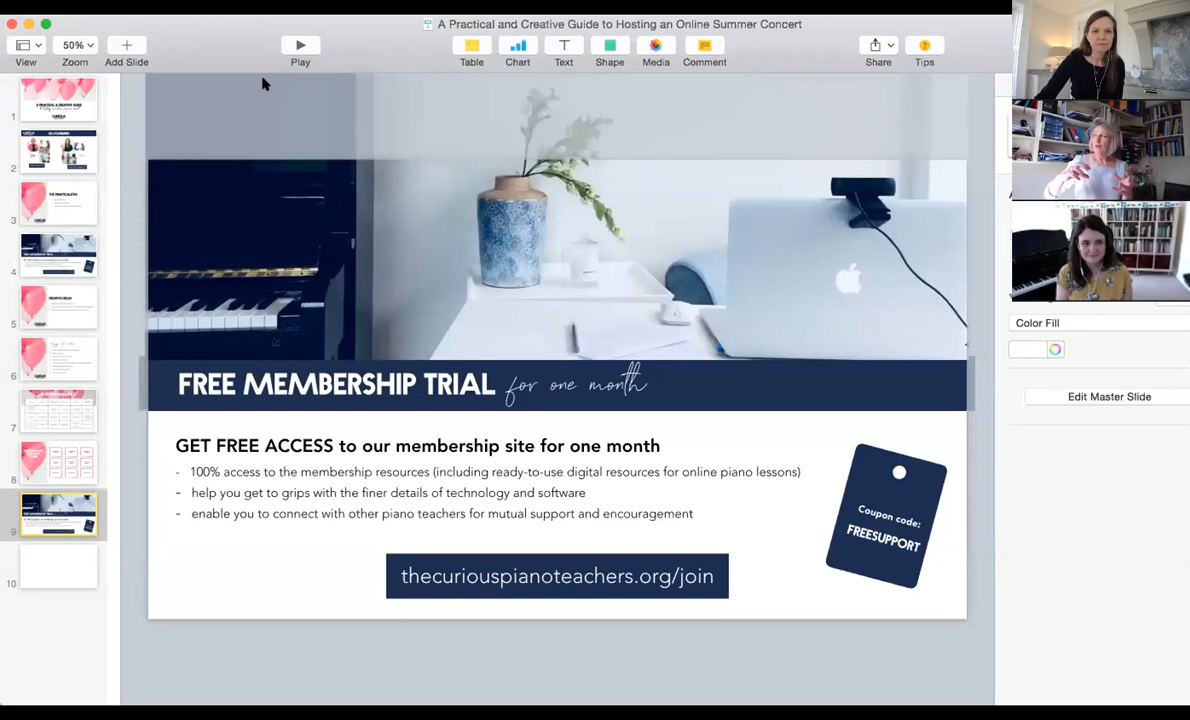 A Practical and Creative Guide to Hosting an Online Summer Concert
50%
View
Zoom
Add Slide
Play
Table
Chart
Text
Shape
Media
Comment
Share
Tips
1
2
3
4
5
6
7
8
9
10
Color Fill
Edit Master Slide
FREE MEMBERSHIP TRIAL for one month
GET FREE ACCESS to our membership site for one month
- 100% access to the membership resources (including ready-to-use digital resources for online piano lessons)
- help you get to grips with the finer details of technology and software
- enable you to connect with other piano teachers for mutual support and encouragement
Coupon code:
FREESUPPORT
thecuriouspianoteachers.org/join